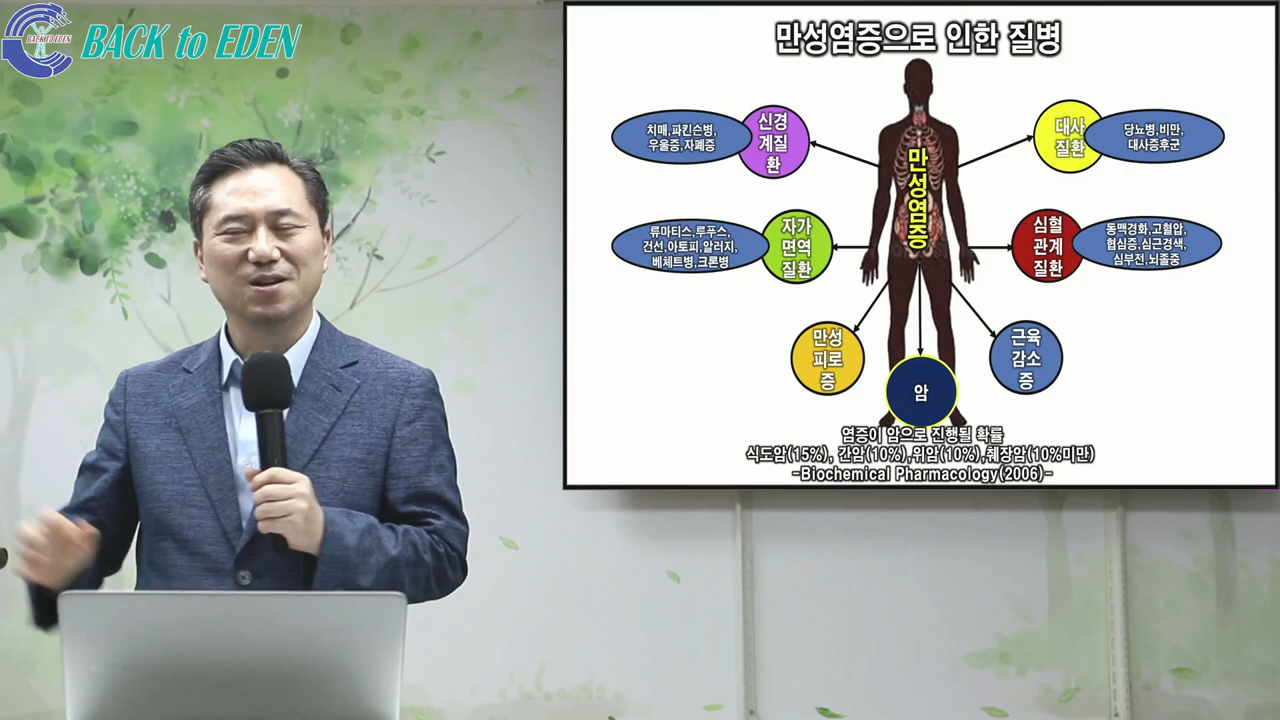 BACK TO EDEN
BACK to EDEN
만성염증으로 인한 질병
치매,파킨슨병,
우울증,자폐증
신경
계질
환
대사
질환
당뇨병,비만,
대사증후군
만성염증
류마티스,루푸스,
건선,아토피,알러지,
베체트병,크론병
자가
면역
질환
심혈
관계
질환
동맥경화,고혈압,
협심증,심근경색,
심부전,뇌졸증
만성
피로
증
암
근육
감소
증
염증이 암으로 진행될 확률
식도암(15%), 간암(10%),위암(10%),췌장암(10%미만)
-Biochemical Pharmacology(2006)-